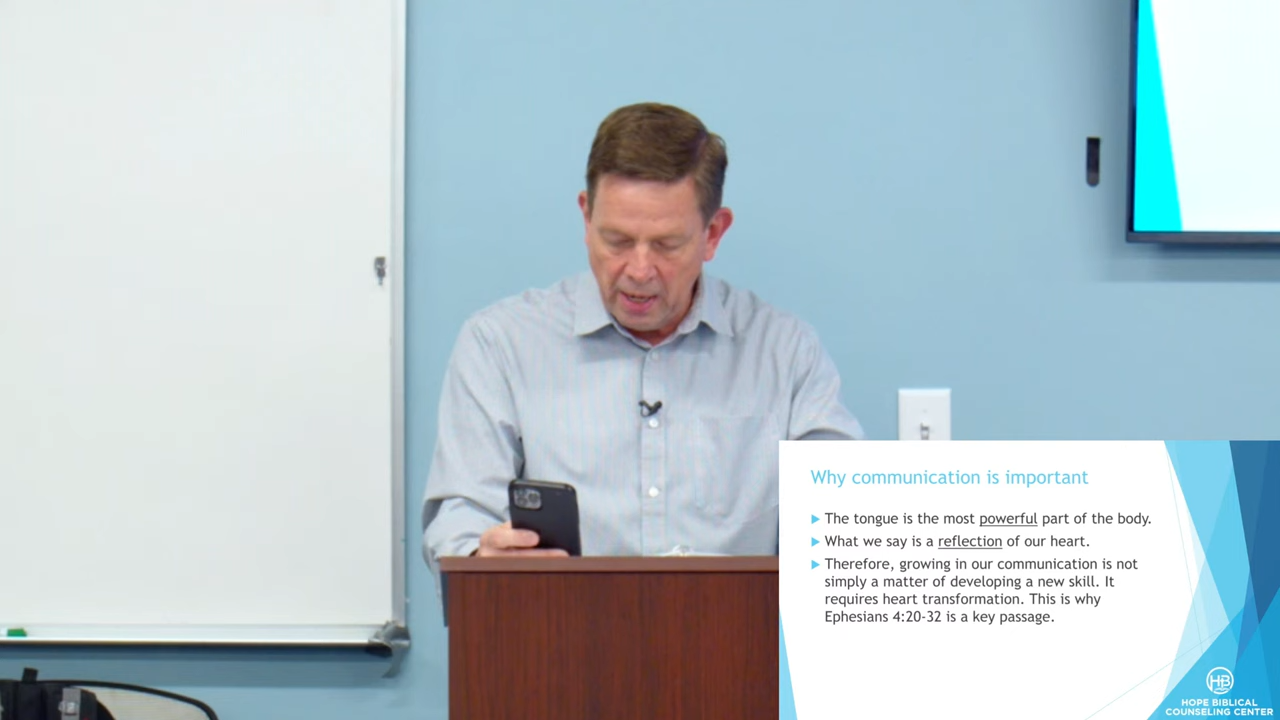 Why communication is important
The tongue is the most powerful part of the body.
What we say is a reflection of our heart.
Therefore, growing in our communication is not
simply a matter of developing a new skill. It
requires heart transformation. This is why
Ephesians 4:20-32 is a key passage.
HB
HOPE BIBLICAL
COUNSELING CENTER